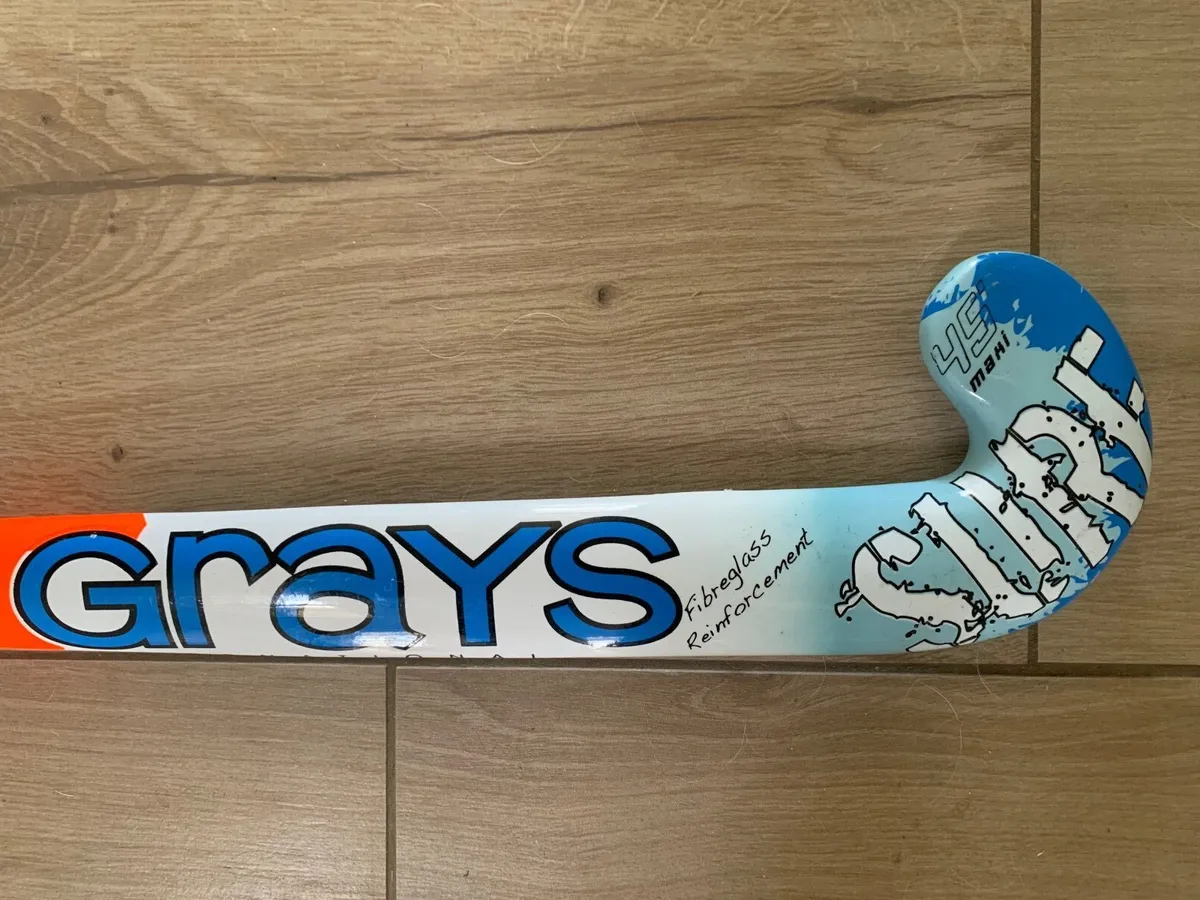 GRAYS
Fibreglass
Reinforcement
45"
MAHI
SURF